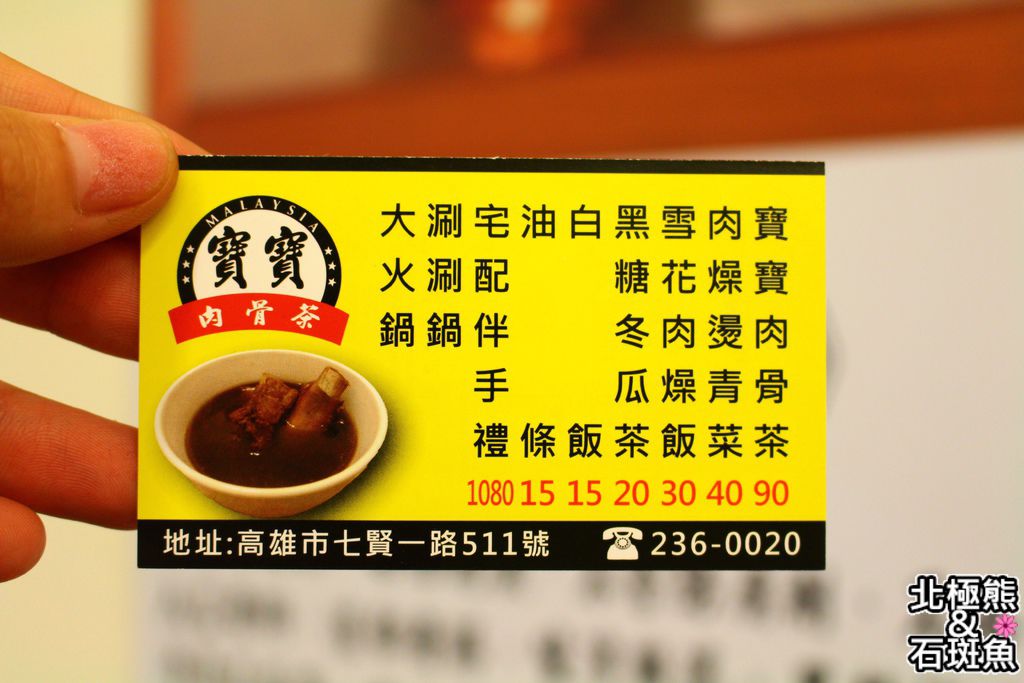 MALAYSIA
寶寶
肉骨茶
寶寶肉骨茶 90
肉燥燙青菜 40
雪花肉燥飯 30
黑糖冬瓜茶 20
白飯 15
油條 15
宅配伴手禮 1080
涮涮鍋
大火鍋
地址:高雄市七賢一路511號 ☎236-0020
北極熊
&
石斑魚